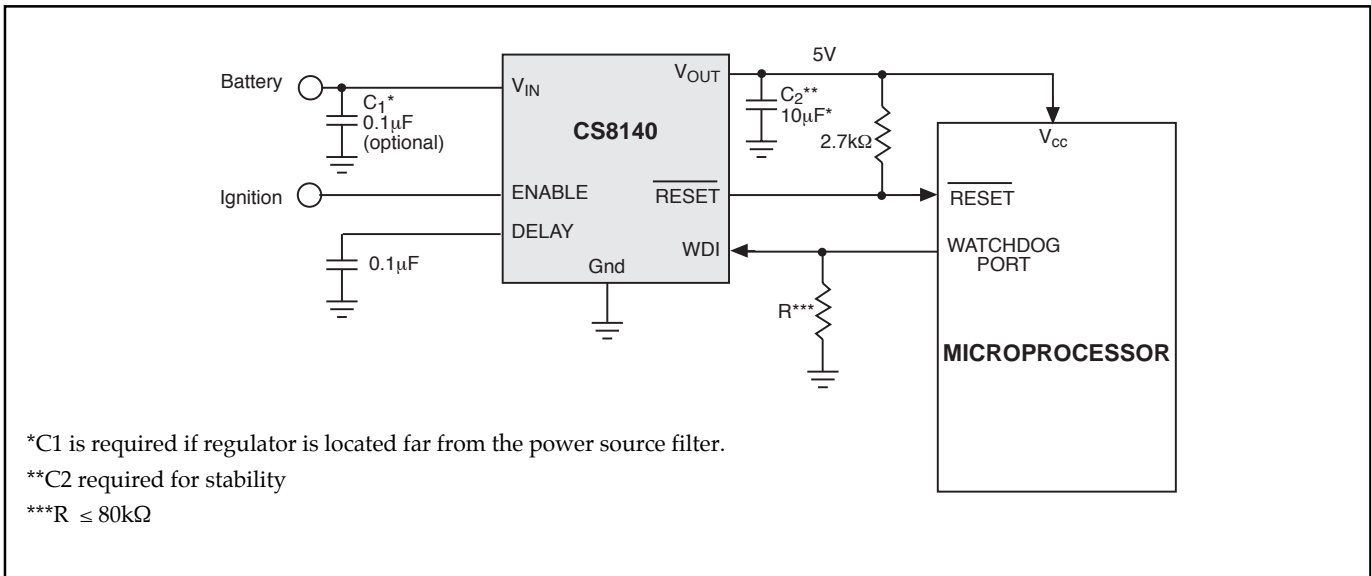 5V
Battery
V_IN
V_OUT
C₁*
0.1µF
(optional)
CS8140
C₂**
10µF*
2.7kΩ
V_cc
Ignition
ENABLE
RESET
RESET
DELAY
0.1µF
WDI
WATCHDOG
PORT
Gnd
R***
MICROPROCESSOR
*C1 is required if regulator is located far from the power source filter.
**C2 required for stability
***R ≤ 80kΩ